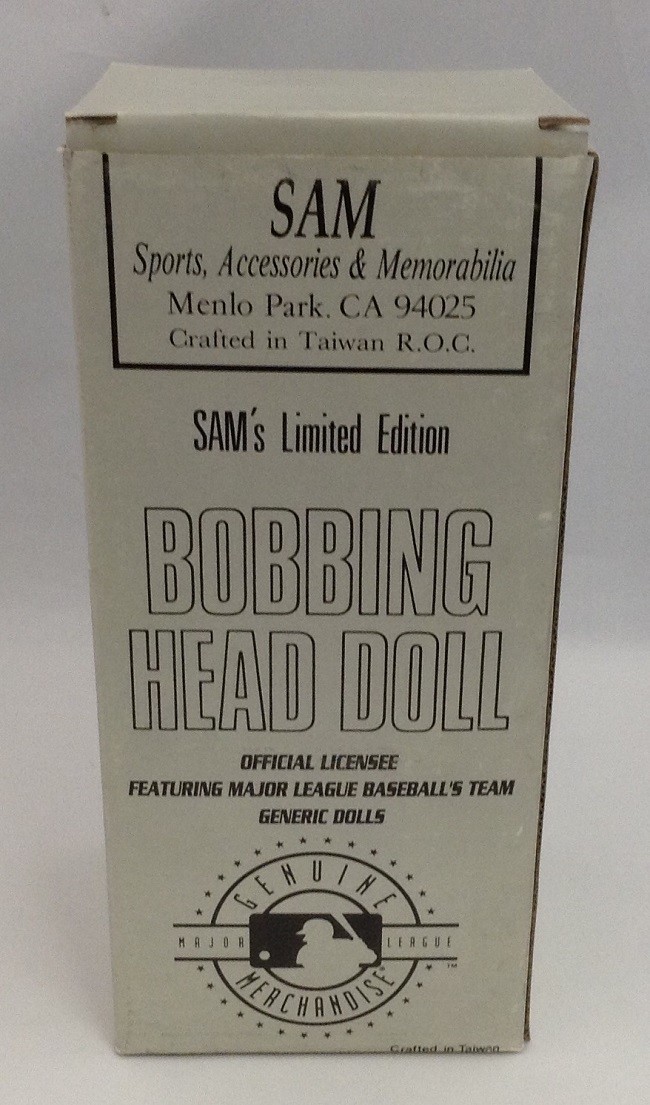 SAM
Sports, Accessories & Memorabilia
Menlo Park. CA 94025
Crafted in Taiwan R.O.C.
SAM's Limited Edition
BOBBING
HEAD DOLL
OFFICIAL LICENSEE
FEATURING MAJOR LEAGUE BASEBALL'S TEAM
GENERIC DOLLS
GENUINE
MAJOR LEAGUE
TM
MERCHANDISE®
Crafted in Taiwan